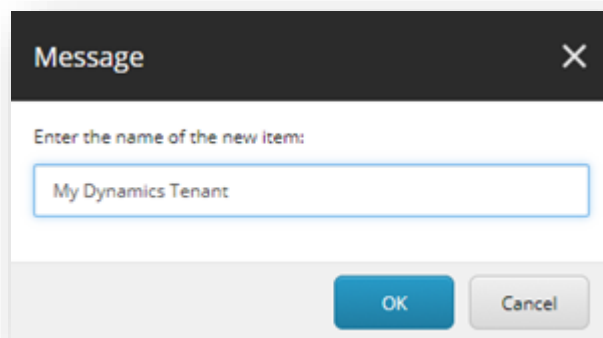 Message
Enter the name of the new item:
My Dynamics Tenant
OK
Cancel